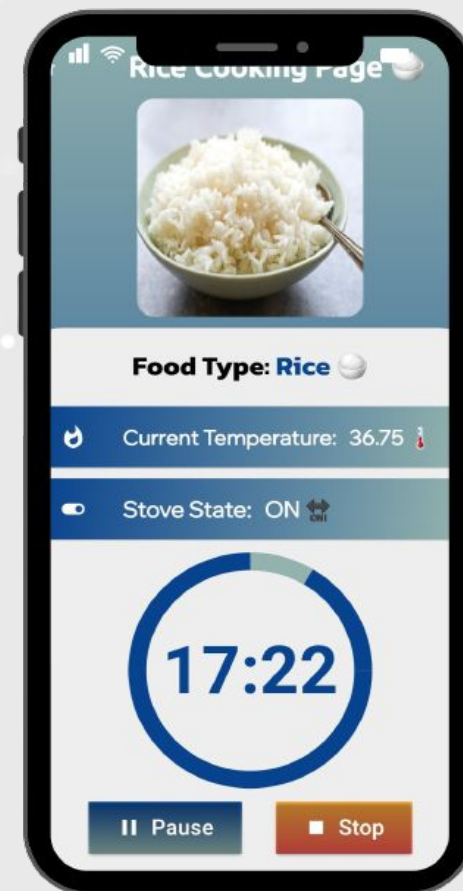 Rice Cooking Page 🍚
Food Type: Rice 🍚
Current Temperature: 36.75 🌡️
Stove State: ON 🔛
17:22
Pause
Stop